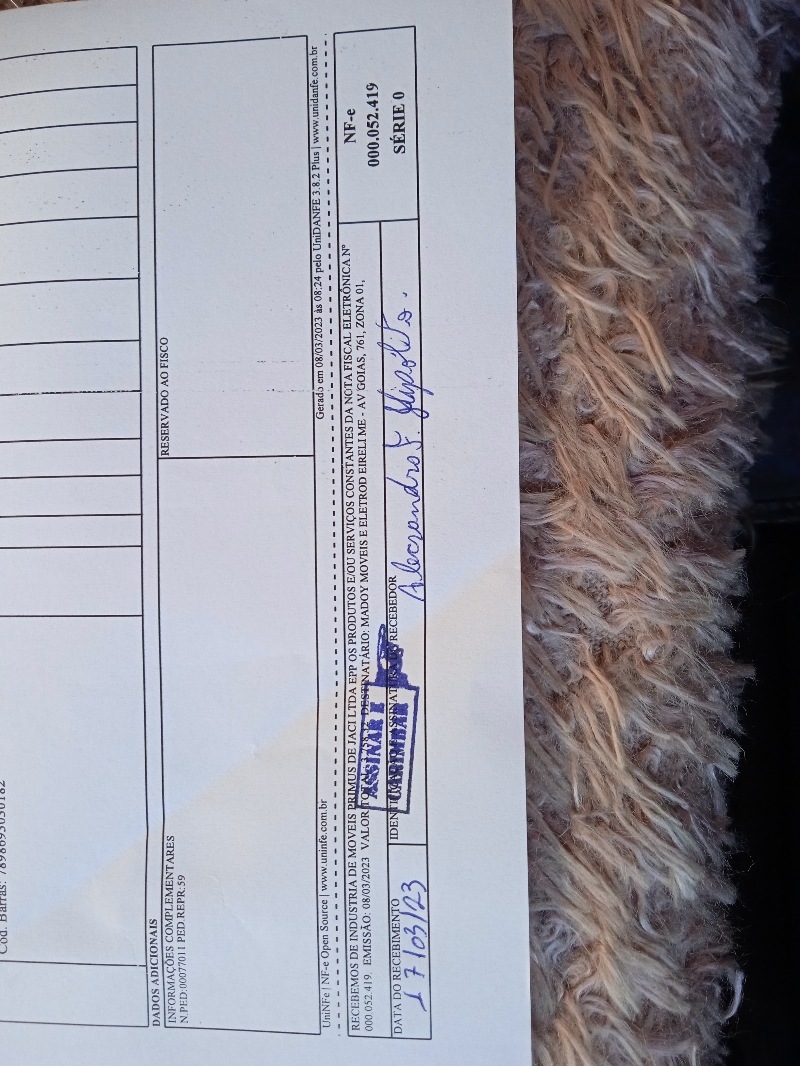 Cód. Barras: 7898693030182
DADOS ADICIONAIS
INFORMAÇÕES COMPLEMENTARES
N.PED:00077011 PED.REPR:59
RESERVADO AO FISCO
UniNFe | NF-e Open Source | www.uninfe.com.br
Gerado em 08/03/2023 às 08:24 pelo UniDANFE 3.8.2 Plus | www.unidanfe.com.br
RECEBEMOS DE INDUSTRIA DE MOVEIS PRIMUS DE JACI LTDA EPP OS PRODUTOS E/OU SERVIÇOS CONSTANTES DA NOTA FISCAL ELETRÔNICA Nº
000.052.419. EMISSÃO: 08/03/2023 VALOR DESTINATÁRIO: MADOY MOVEIS E ELETROD EIRELI ME - AV GOIAS, 761, ZONA 01,
NF-e
000.052.419
SÉRIE 0
DATA DO RECEBIMENTO
17/03/23
RECEBEDOR
Alecsandro F. Hipolito.
ASSINAR E
CARIMBAR